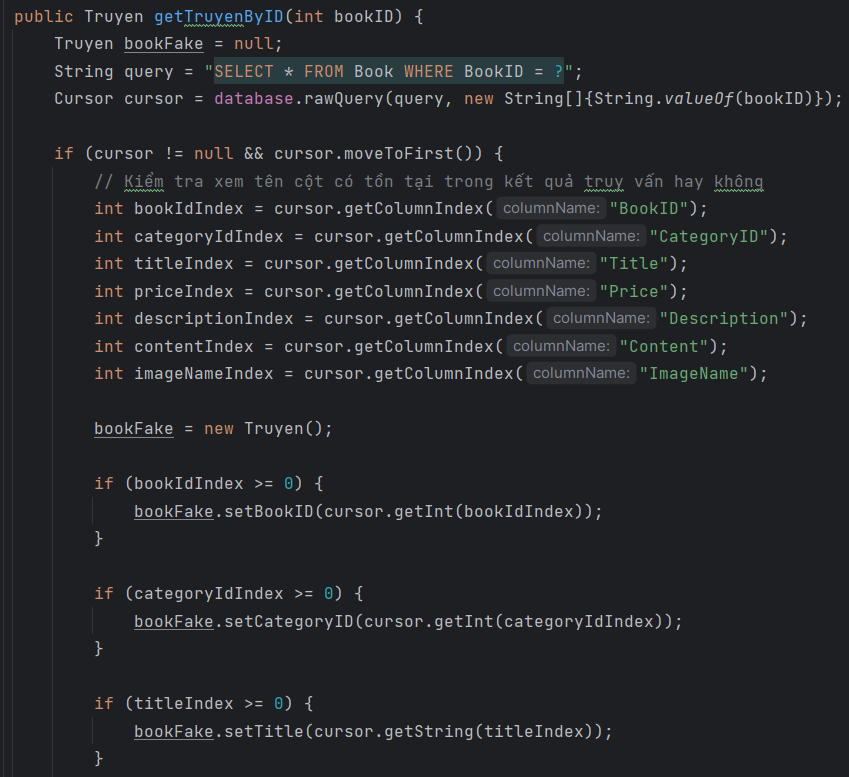 public Truyen getTruyenByID(int bookID) {
Truyen bookFake = null;
String query = "SELECT * FROM Book WHERE BookID = ?";
Cursor cursor = database.rawQuery(query, new String[]{String.valueOf(bookID)});
if (cursor != null && cursor.moveToFirst()) {
// Kiểm tra xem tên cột có tồn tại trong kết quả truy vấn hay không
int bookIdIndex = cursor.getColumnIndex( columnName: "BookID");
int categoryIdIndex = cursor.getColumnIndex( columnName: "CategoryID");
int titleIndex = cursor.getColumnIndex( columnName: "Title");
int priceIndex = cursor.getColumnIndex( columnName: "Price");
int descriptionIndex = cursor.getColumnIndex( columnName: "Description");
int contentIndex = cursor.getColumnIndex( columnName: "Content");
int imageNameIndex = cursor.getColumnIndex( columnName: "ImageName");
bookFake = new Truyen();
if (bookIdIndex >= 0) {
bookFake.setBookID(cursor.getInt(bookIdIndex));
}
if (categoryIdIndex >= 0) {
bookFake.setCategoryID(cursor.getInt(categoryIdIndex));
}
if (titleIndex >= 0) {
bookFake.setTitle(cursor.getString(titleIndex));
}